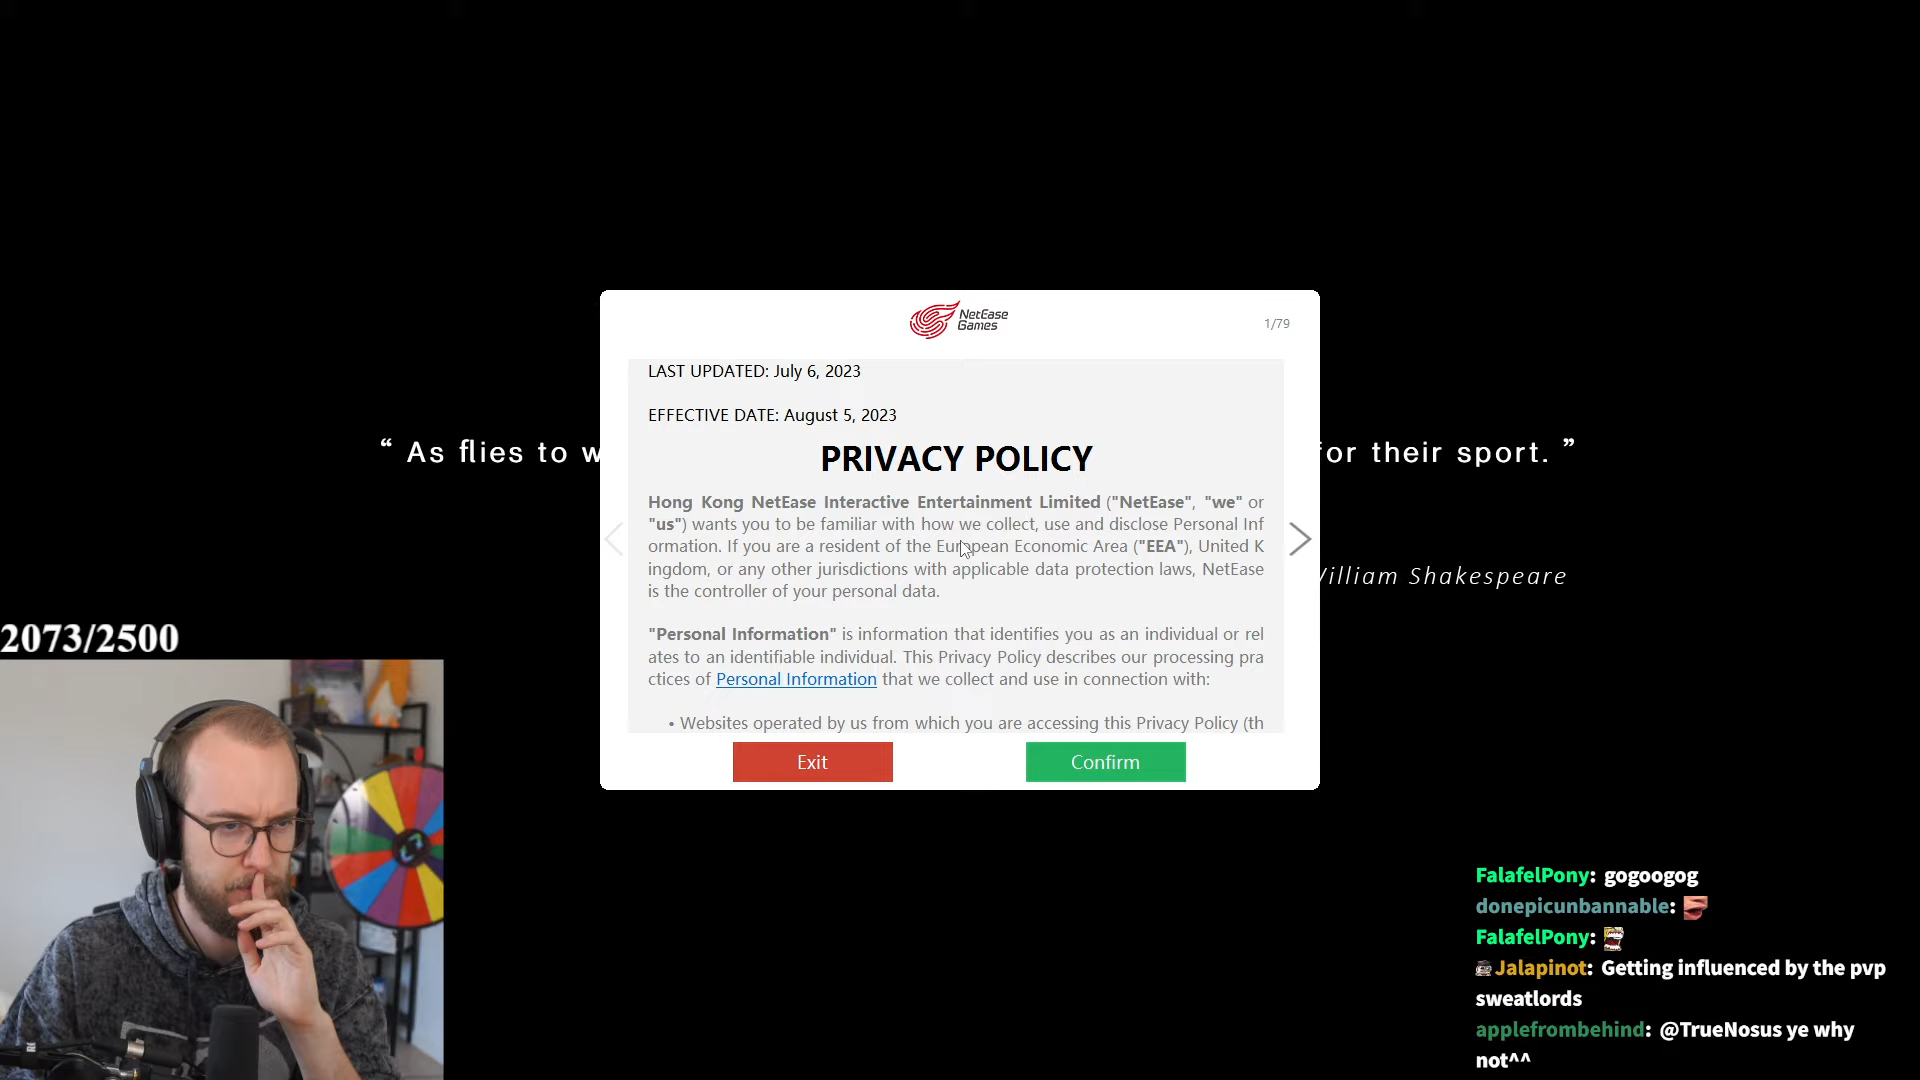 NetEase
Games
1/79
LAST UPDATED: July 6, 2023
EFFECTIVE DATE: August 5, 2023
“ As flies to w
for their sport. ”
PRIVACY POLICY
Hong Kong NetEase Interactive Entertainment Limited ("NetEase", "we" or
"us") wants you to be familiar with how we collect, use and disclose Personal Inf
ormation. If you are a resident of the European Economic Area ("EEA"), United K
ingdom, or any other jurisdictions with applicable data protection laws, NetEase
is the controller of your personal data.
William Shakespeare
"Personal Information" is information that identifies you as an individual or rel
ates to an identifiable individual. This Privacy Policy describes our processing pra
ctices of Personal Information that we collect and use in connection with:
• Websites operated by us from which you are accessing this Privacy Policy (th
Exit
Confirm
2073/2500
FalafelPony: gogoogog
donepicunbannable:
FalafelPony:
Jalapinot: Getting influenced by the pvp
sweatlords
applefrombehind: @TrueNosus ye why
not^^